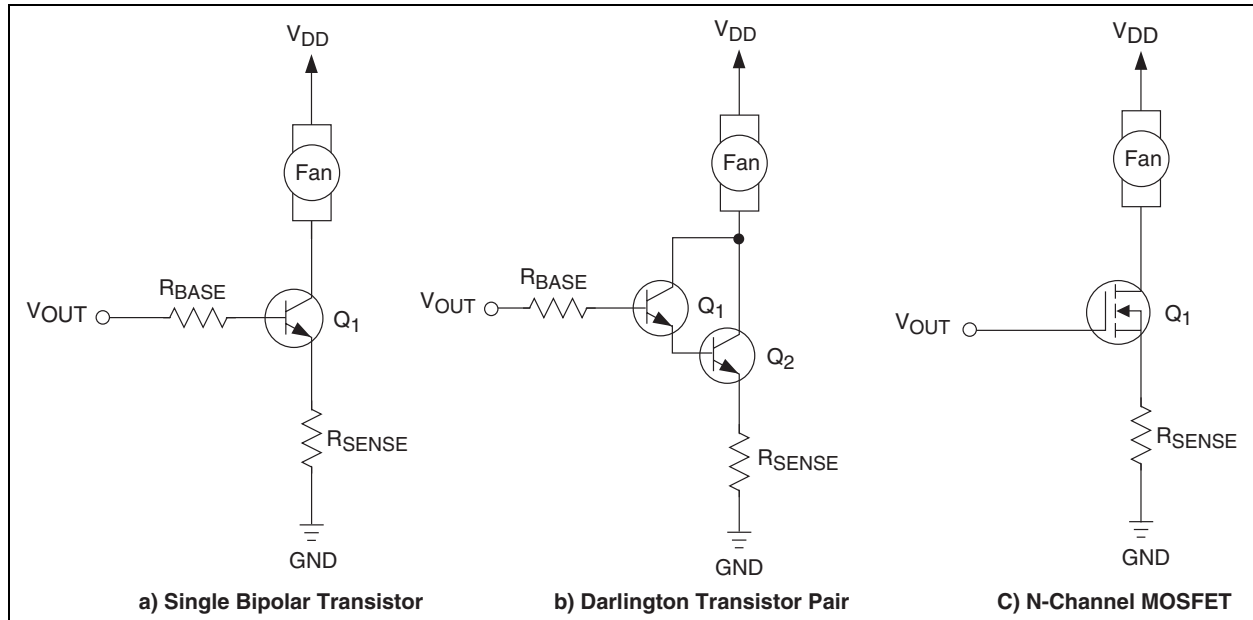 VDD
Fan
RBASE
VOUT
Q1
RSENSE
GND
a) Single Bipolar Transistor
VDD
Fan
RBASE
VOUT
Q1
Q2
RSENSE
GND
b) Darlington Transistor Pair
VDD
Fan
VOUT
Q1
RSENSE
GND
C) N-Channel MOSFET